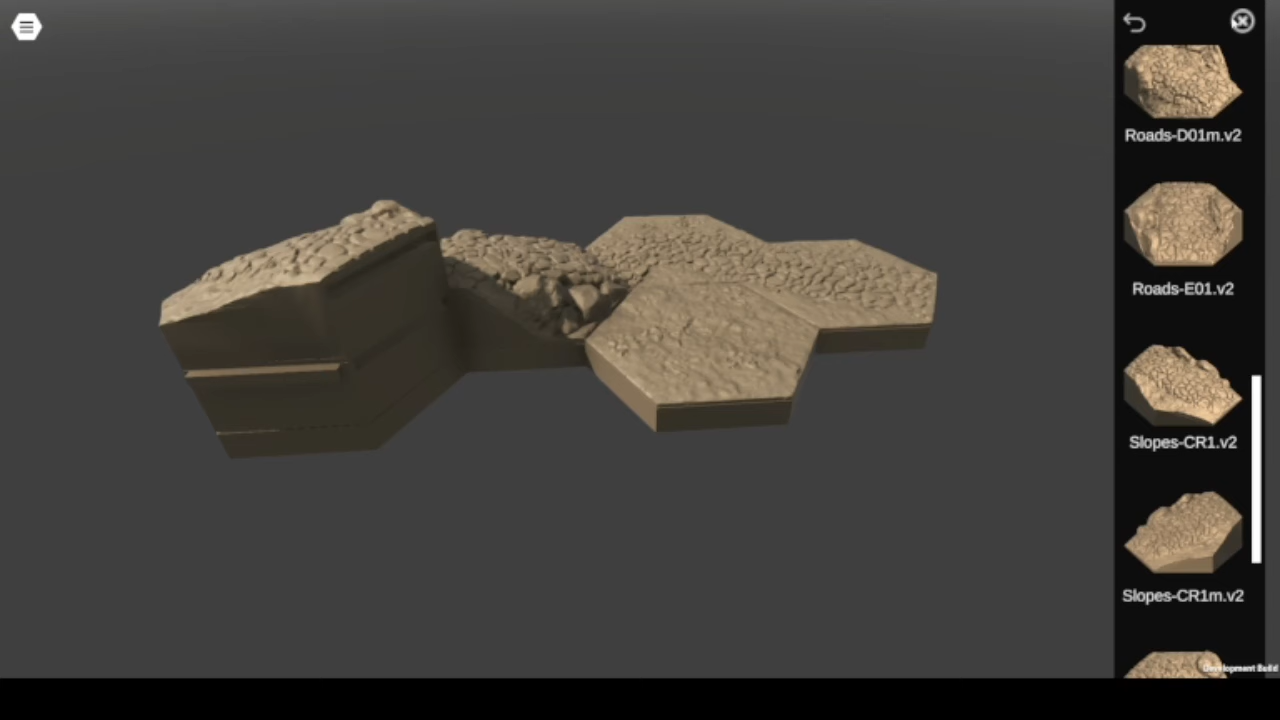 Roads-D01m.v2
Roads-E01.v2
Slopes-CR1.v2
Slopes-CR1m.v2
Development Build